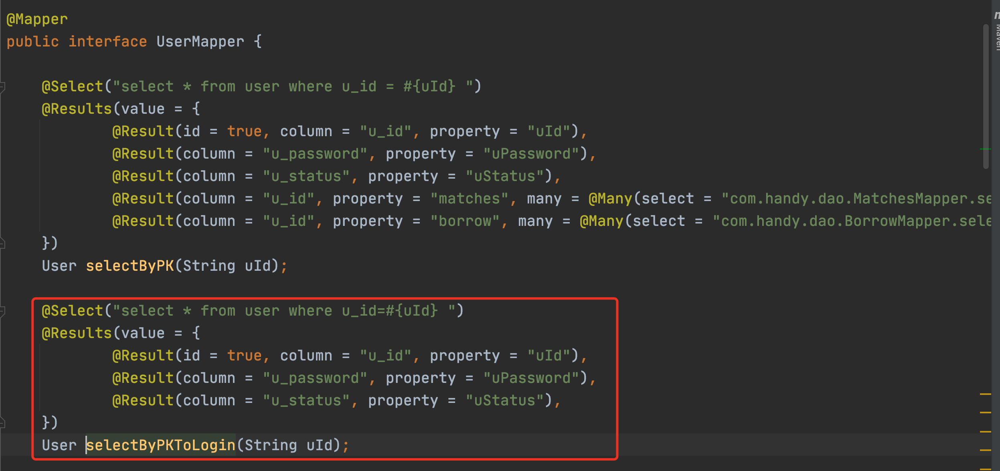 @Mapper
public interface UserMapper {
@Select("select * from user where u_id = #{uId} ")
@Results(value = {
@Result(id = true, column = "u_id", property = "uId"),
@Result(column = "u_password", property = "uPassword"),
@Result(column = "u_status", property = "uStatus"),
@Result(column = "u_id", property = "matches", many = @Many(select = "com.handy.dao.MatchesMapper.se
@Result(column = "u_id", property = "borrow", many = @Many(select = "com.handy.dao.BorrowMapper.sele
})
User selectByPK(String uId);
@Select("select * from user where u_id=#{uId} ")
@Results(value = {
@Result(id = true, column = "u_id", property = "uId"),
@Result(column = "u_password", property = "uPassword"),
@Result(column = "u_status", property = "uStatus"),
})
User selectByPKToLogin(String uId);
Maven